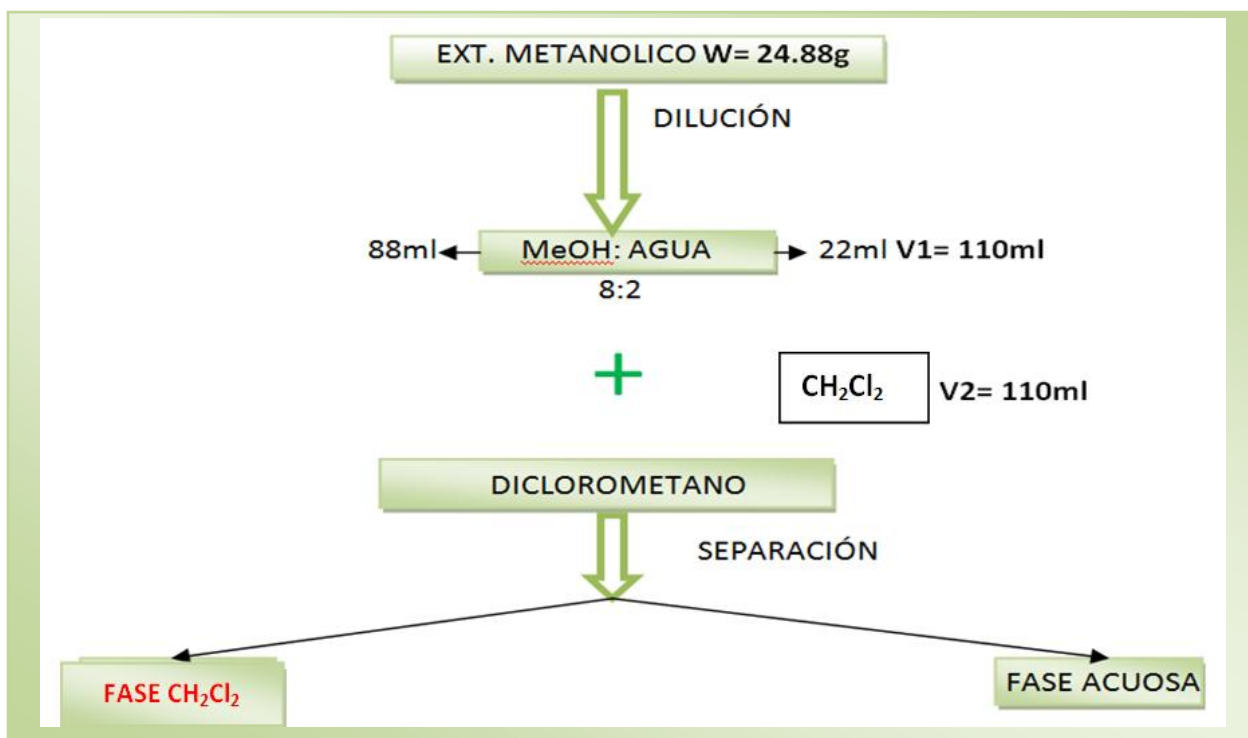 EXT. METANOLICO W= 24.88g
DILUCIÓN
88ml MeOH: AGUA 22ml V1= 110ml
8:2
+
CH₂Cl₂ V2= 110ml
DICLOROMETANO
SEPARACIÓN
FASE CH₂Cl₂
FASE ACUOSA